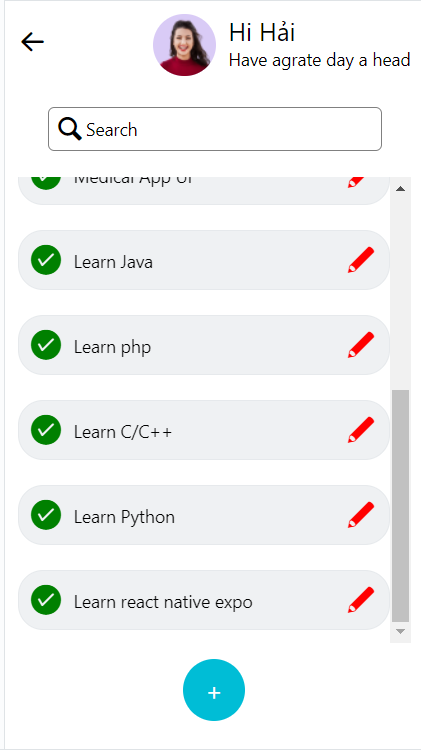 Hi Hải
Have agrate day a head
Search
Medical App UI
Learn Java
Learn php
Learn C/C++
Learn Python
Learn react native expo
+